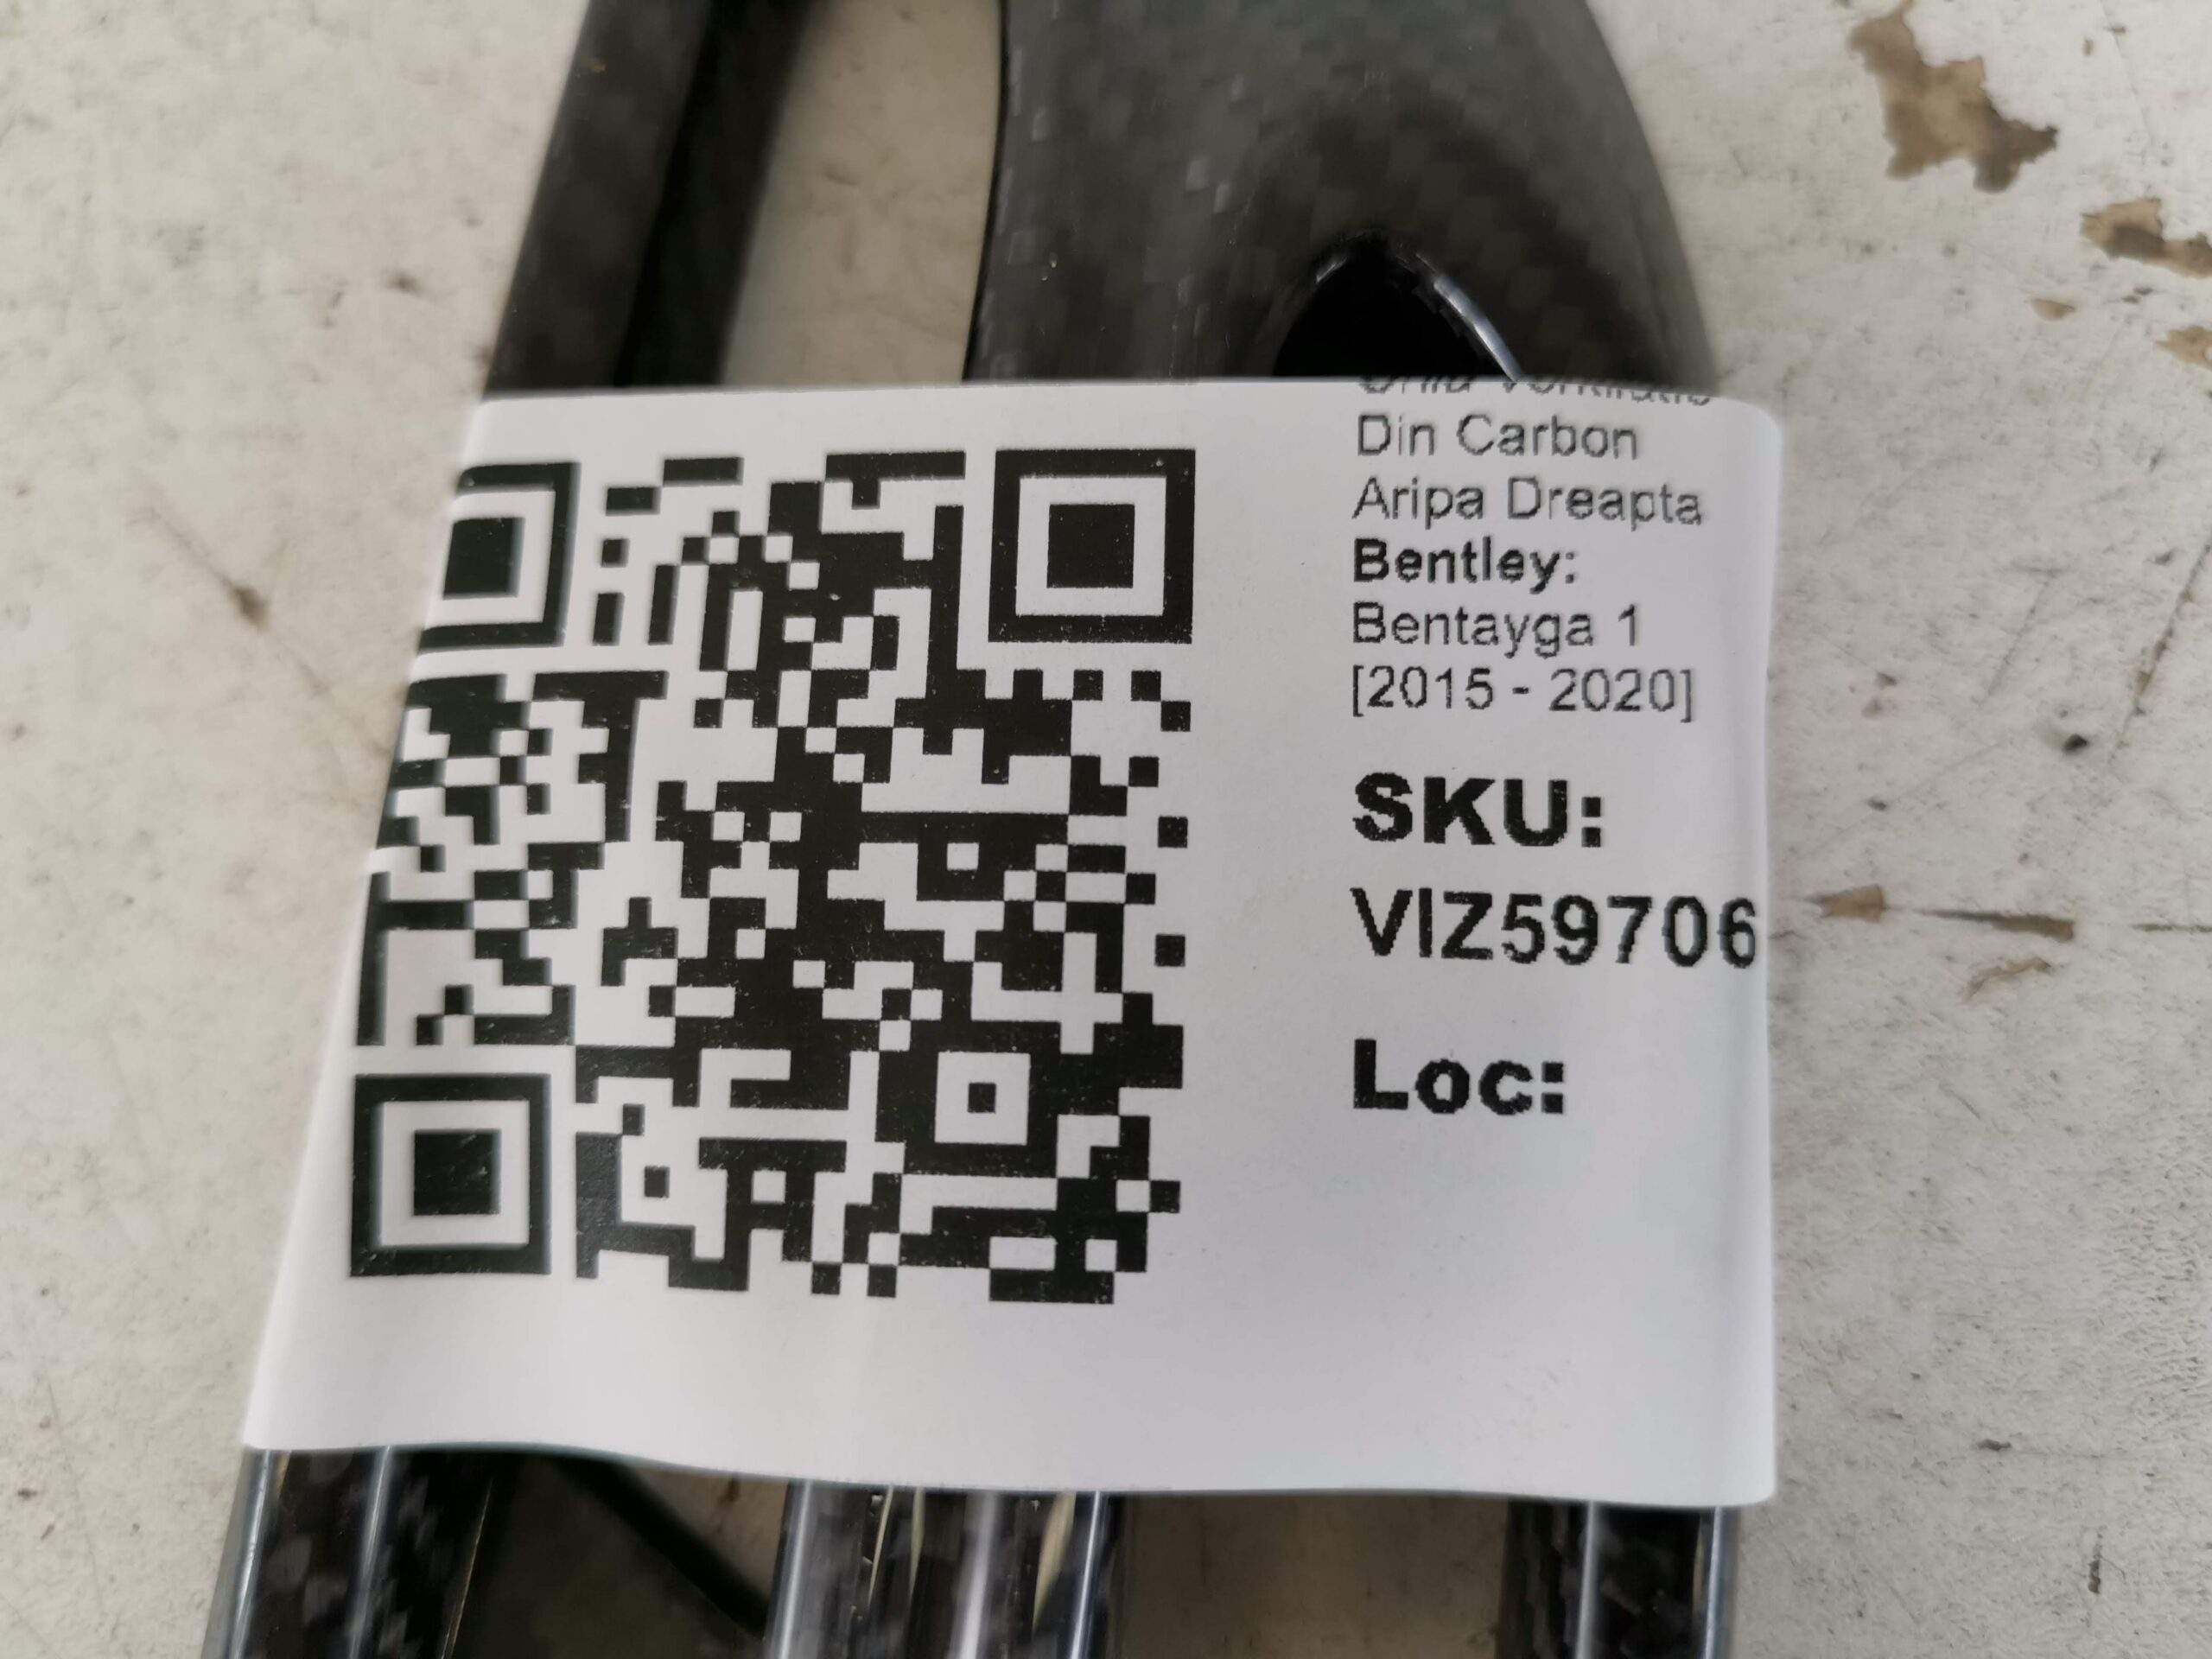 Din Carbon
Aripa Dreapta
Bentley:
Bentayga 1
[2015 - 2020]
SKU:
VIZ59706
Loc: